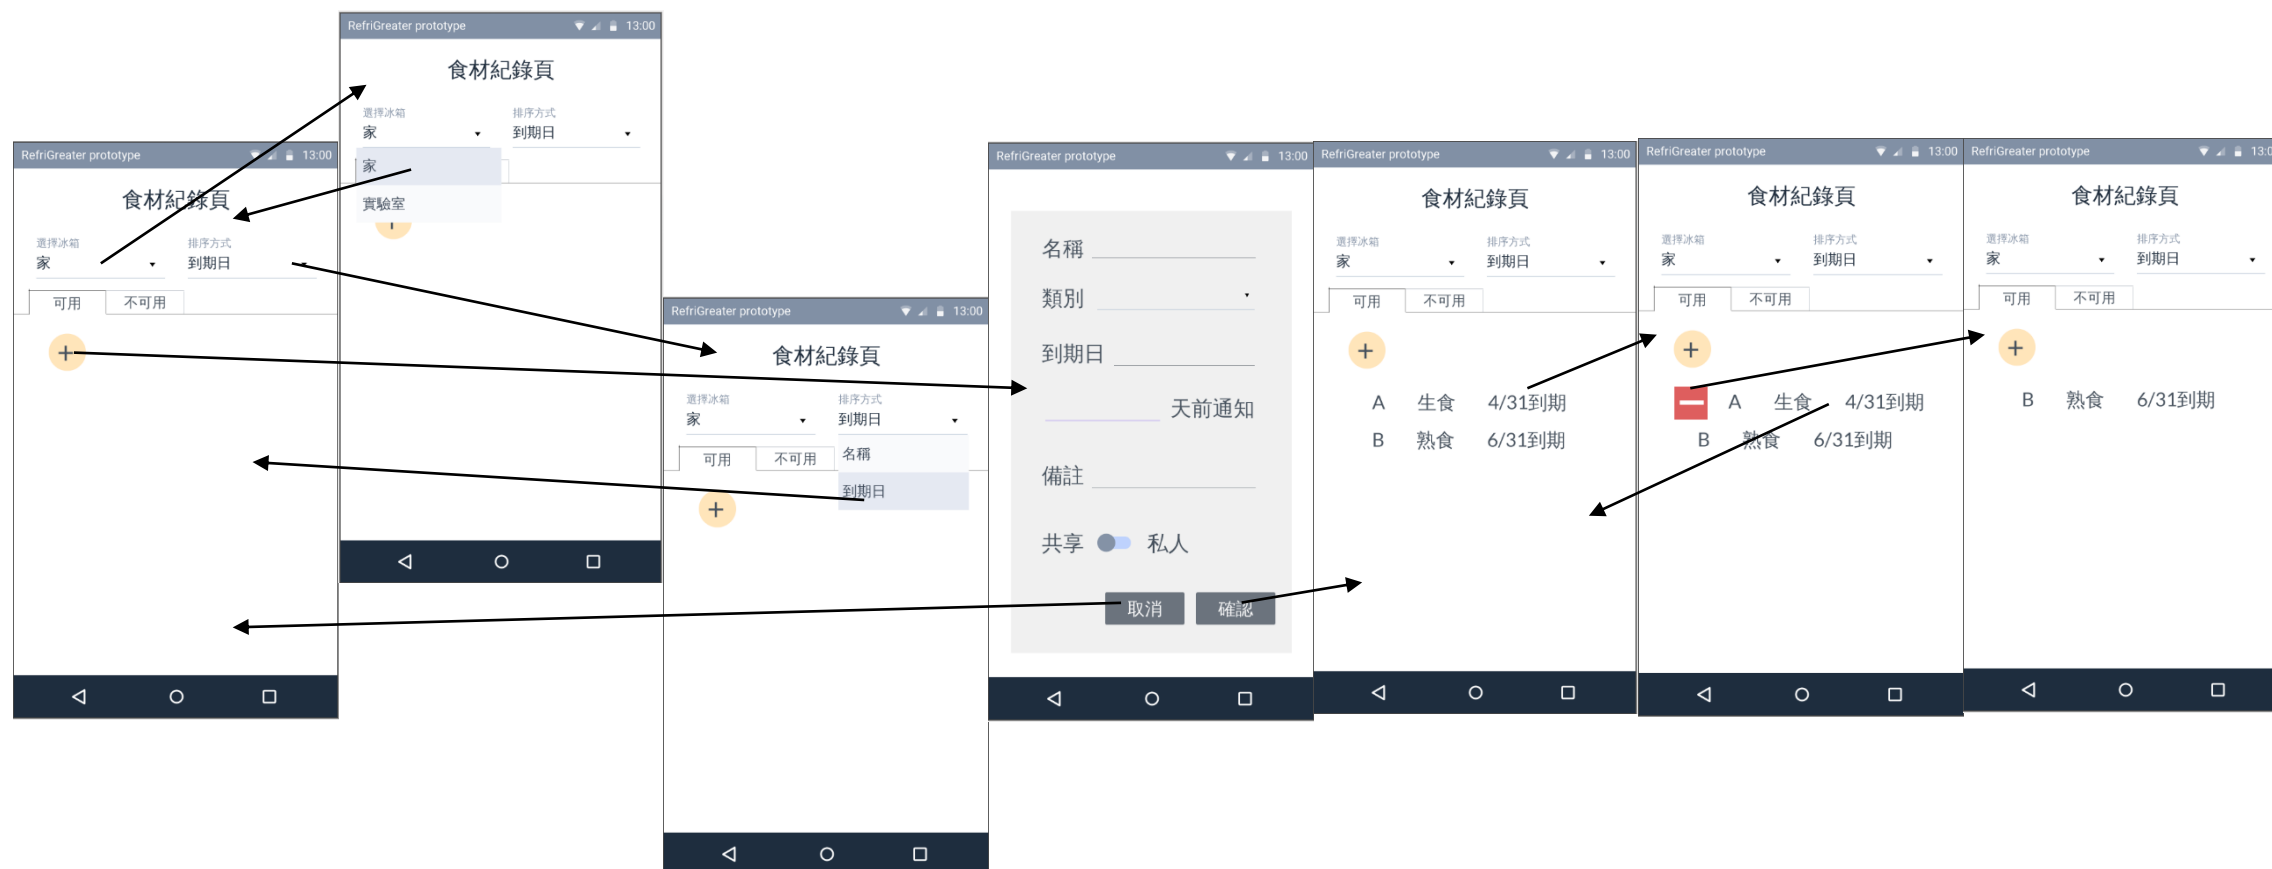 RefriGreater prototype 13:00
食材紀錄頁
選擇冰箱 排序方式
家 到期日
可用 不可用
+
RefriGreater prototype 13:00
食材紀錄頁
選擇冰箱 排序方式
家 到期日
家
實驗室
+
RefriGreater prototype 13:00
食材紀錄頁
選擇冰箱 排序方式
家 到期日
可用 不可用 名稱
到期日
+
RefriGreater prototype 13:00
名稱
類別
到期日
天前通知
備註
共享 私人
取消 確認
RefriGreater prototype 13:00
食材紀錄頁
選擇冰箱 排序方式
家 到期日
可用 不可用
+
A 生食 4/31到期
B 熟食 6/31到期
RefriGreater prototype 13:00
食材紀錄頁
選擇冰箱 排序方式
家 到期日
可用 不可用
+
A 生食 4/31到期
B 熟食 6/31到期
RefriGreater prototype 13:0
食材紀錄頁
選擇冰箱 排序方式
家 到期日
可用 不可用
+
B 熟食 6/31到期